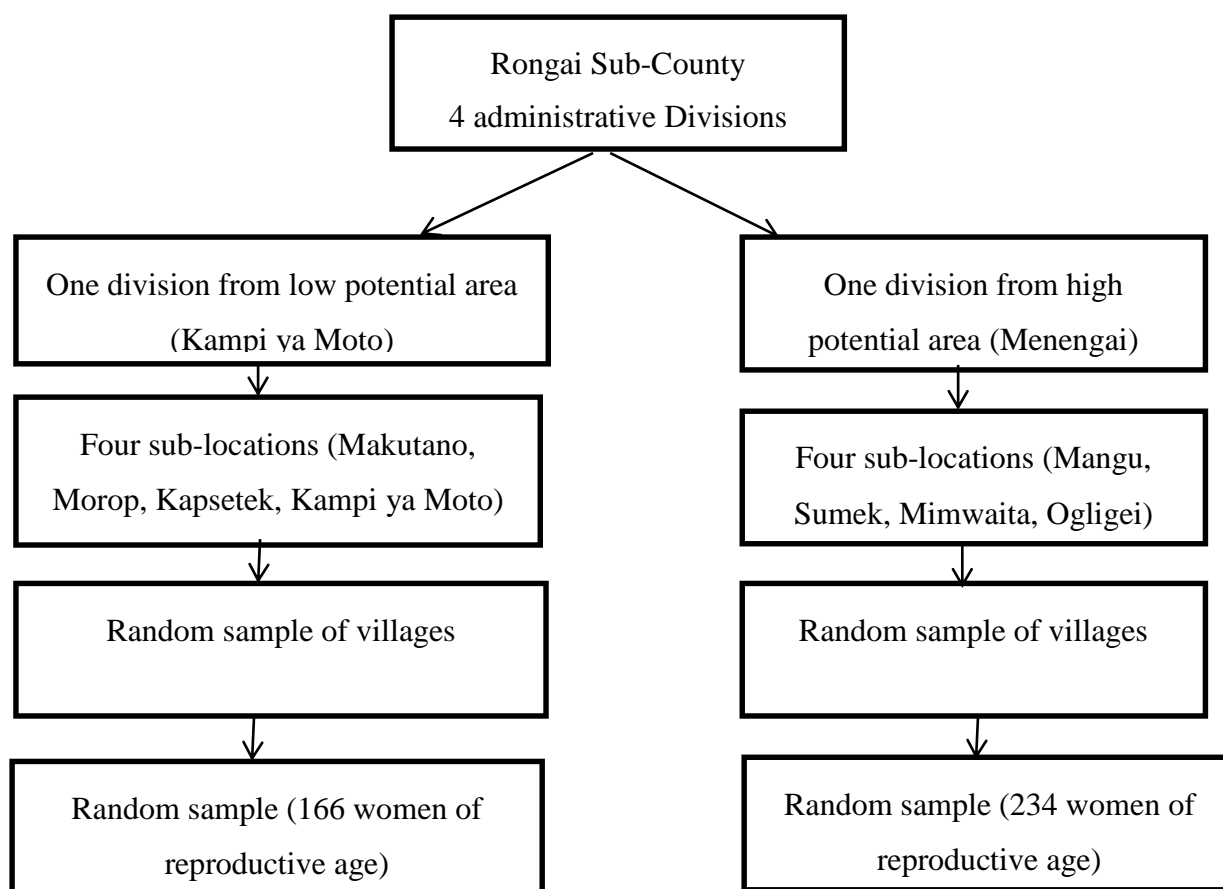 Rongai Sub-County
4 administrative Divisions
One division from low potential area
(Kampi ya Moto)
One division from high
potential area (Menengai)
Four sub-locations (Makutano,
Morop, Kapsetek, Kampi ya Moto)
Four sub-locations (Mangu,
Sumek, Mimwaita, Ogligei)
Random sample of villages
Random sample of villages
Random sample (166 women of
reproductive age)
Random sample (234 women of
reproductive age)